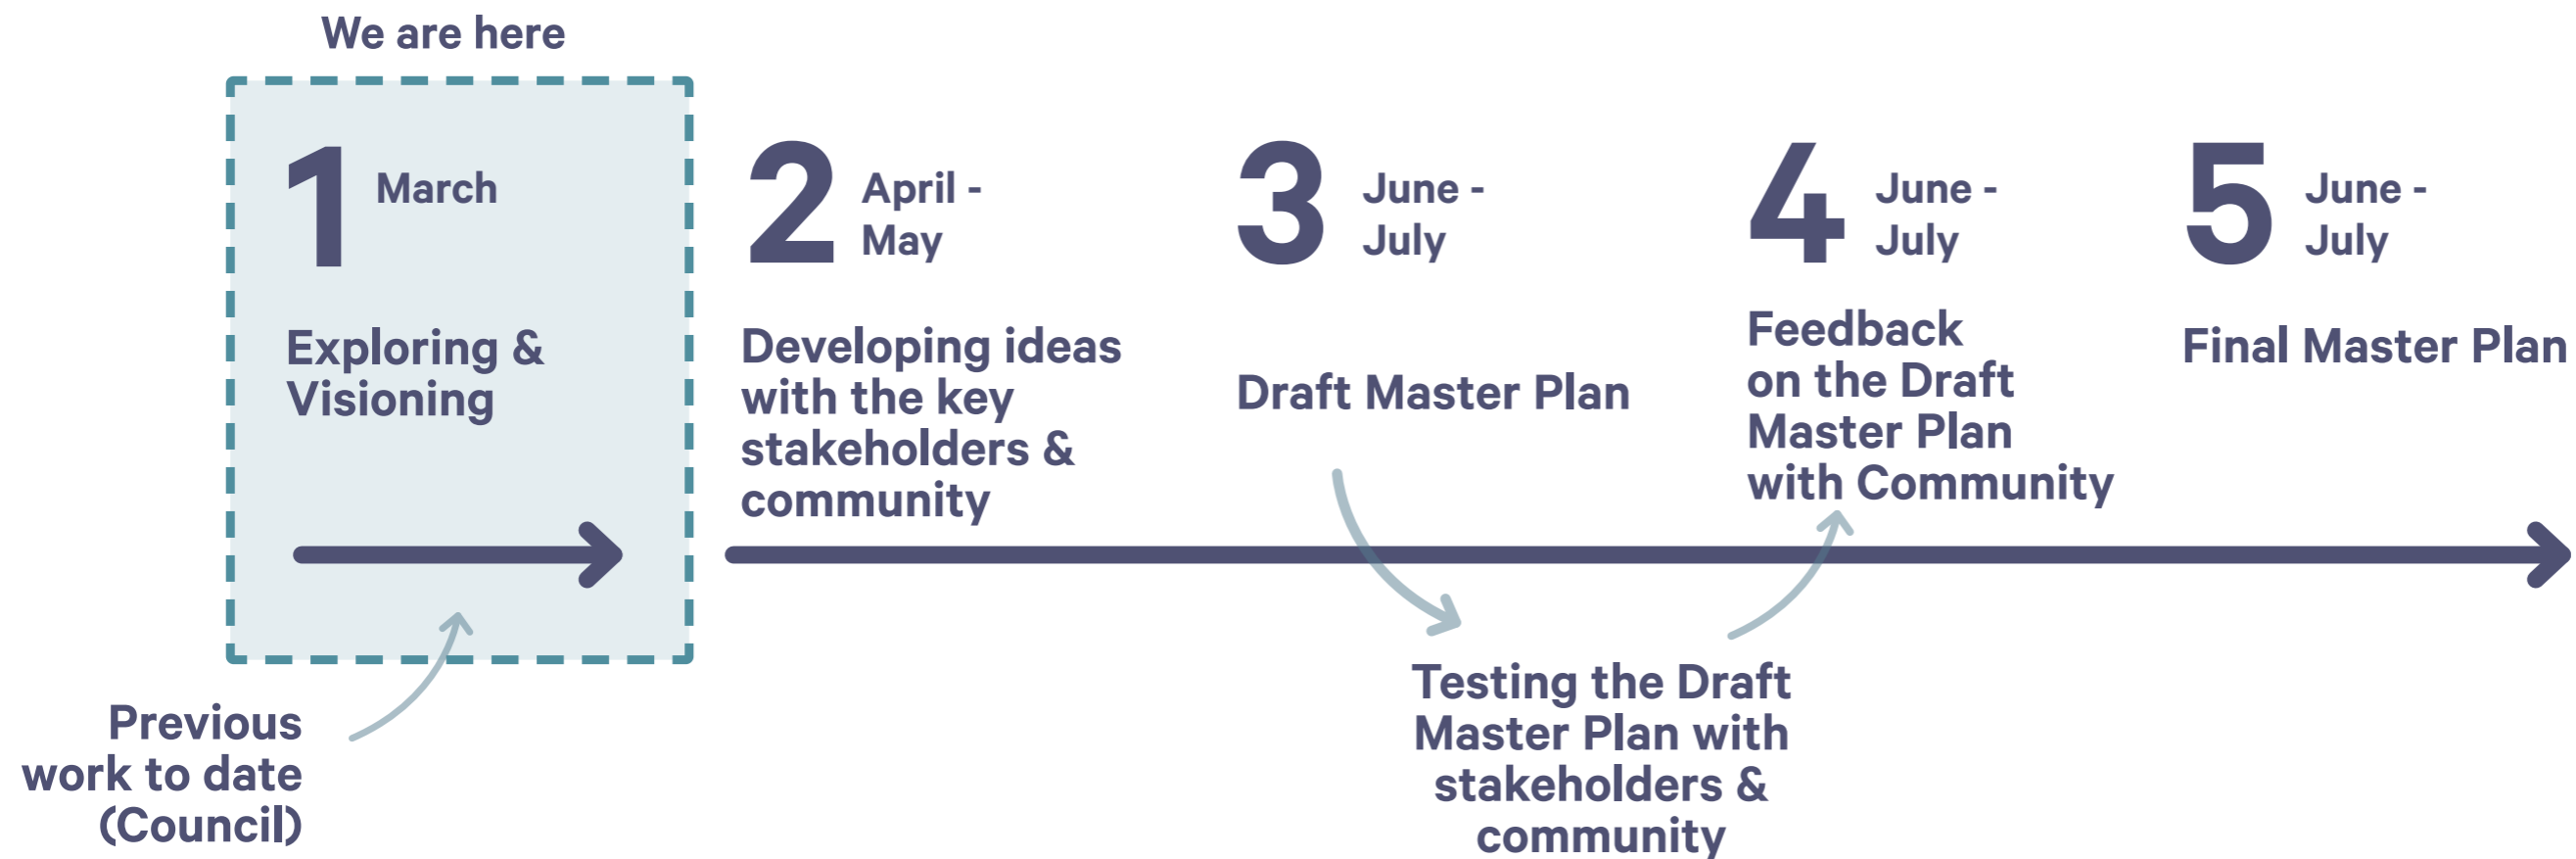 We are here
1
March
Exploring &
Visioning
Previous
work to date
(Council)
2
April -
May
Developing ideas
with the key
stakeholders &
community
3
June -
July
Draft Master Plan
Testing the Draft
Master Plan with
stakeholders &
community
4
June -
July
Feedback
on the Draft
Master Plan
with Community
5
June -
July
Final Master Plan